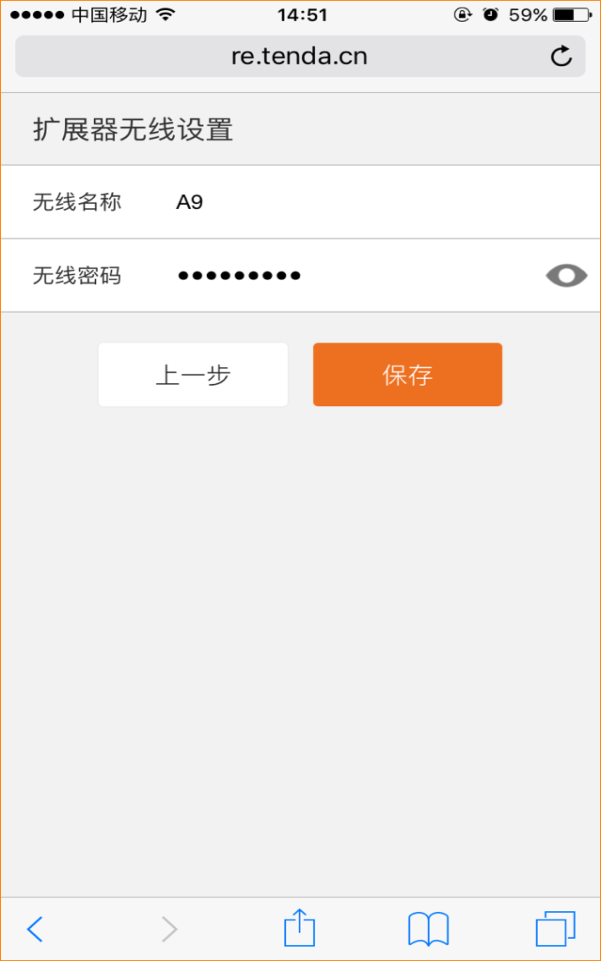 中国移动 14:51 59%
re.tenda.cn
扩展器无线设置
无线名称 A9
无线密码 •••••••••
上一步 保存